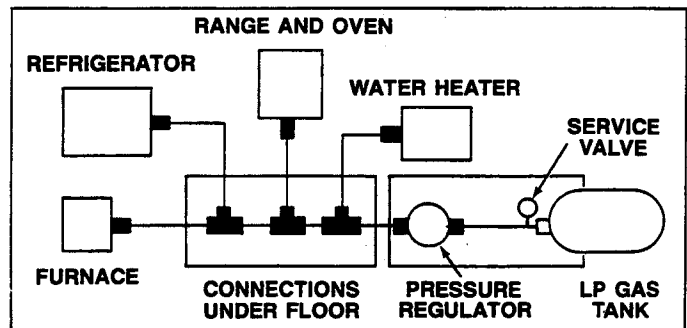 RANGE AND OVEN
REFRIGERATOR
WATER HEATER
SERVICE
VALVE
FURNACE
CONNECTIONS
UNDER FLOOR
PRESSURE
REGULATOR
LP GAS
TANK